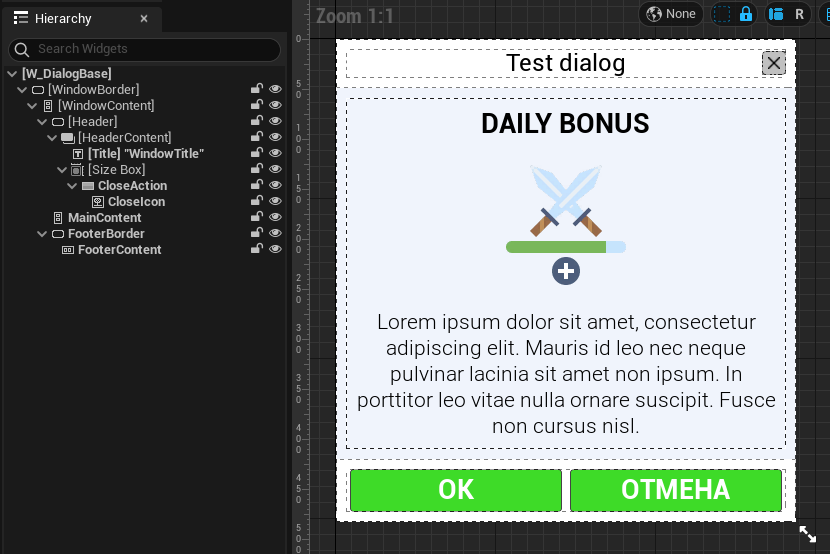 Hierarchy
Zoom 1:1
None
R
Search Widgets
[W_DialogBase]
[WindowBorder]
[WindowContent]
[Header]
[HeaderContent]
[Title] "WindowTitle"
[Size Box]
CloseAction
CloseIcon
MainContent
FooterBorder
FooterContent
0
50
100
150
200
250
300
350
400
450
500
Test dialog
DAILY BONUS
Lorem ipsum dolor sit amet, consectetur
adipiscing elit. Mauris id leo nec neque
pulvinar lacinia sit amet non ipsum. In
porttitor leo vitae nulla ornare suscipit. Fusce
non cursus nisl.
OK
ОТМЕНА